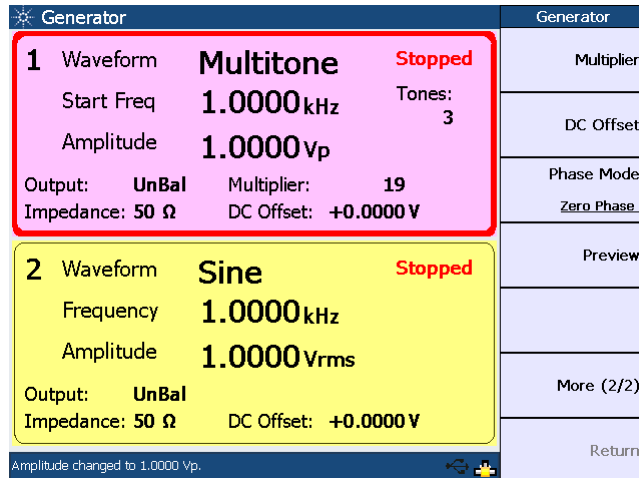 Generator
Generator
1 Waveform Multitone Stopped
Start Freq 1.0000 kHz Tones:
3
Amplitude 1.0000 Vp
Output: UnBal Multiplier: 19
Impedance: 50 Ω DC Offset: +0.0000 V
2 Waveform Sine Stopped
Frequency 1.0000 kHz
Amplitude 1.0000 Vrms
Output: UnBal
Impedance: 50 Ω DC Offset: +0.0000 V
Amplitude changed to 1.0000 Vp.
Multiplier
DC Offset
Phase Mode
Zero Phase
Preview
More (2/2)
Return